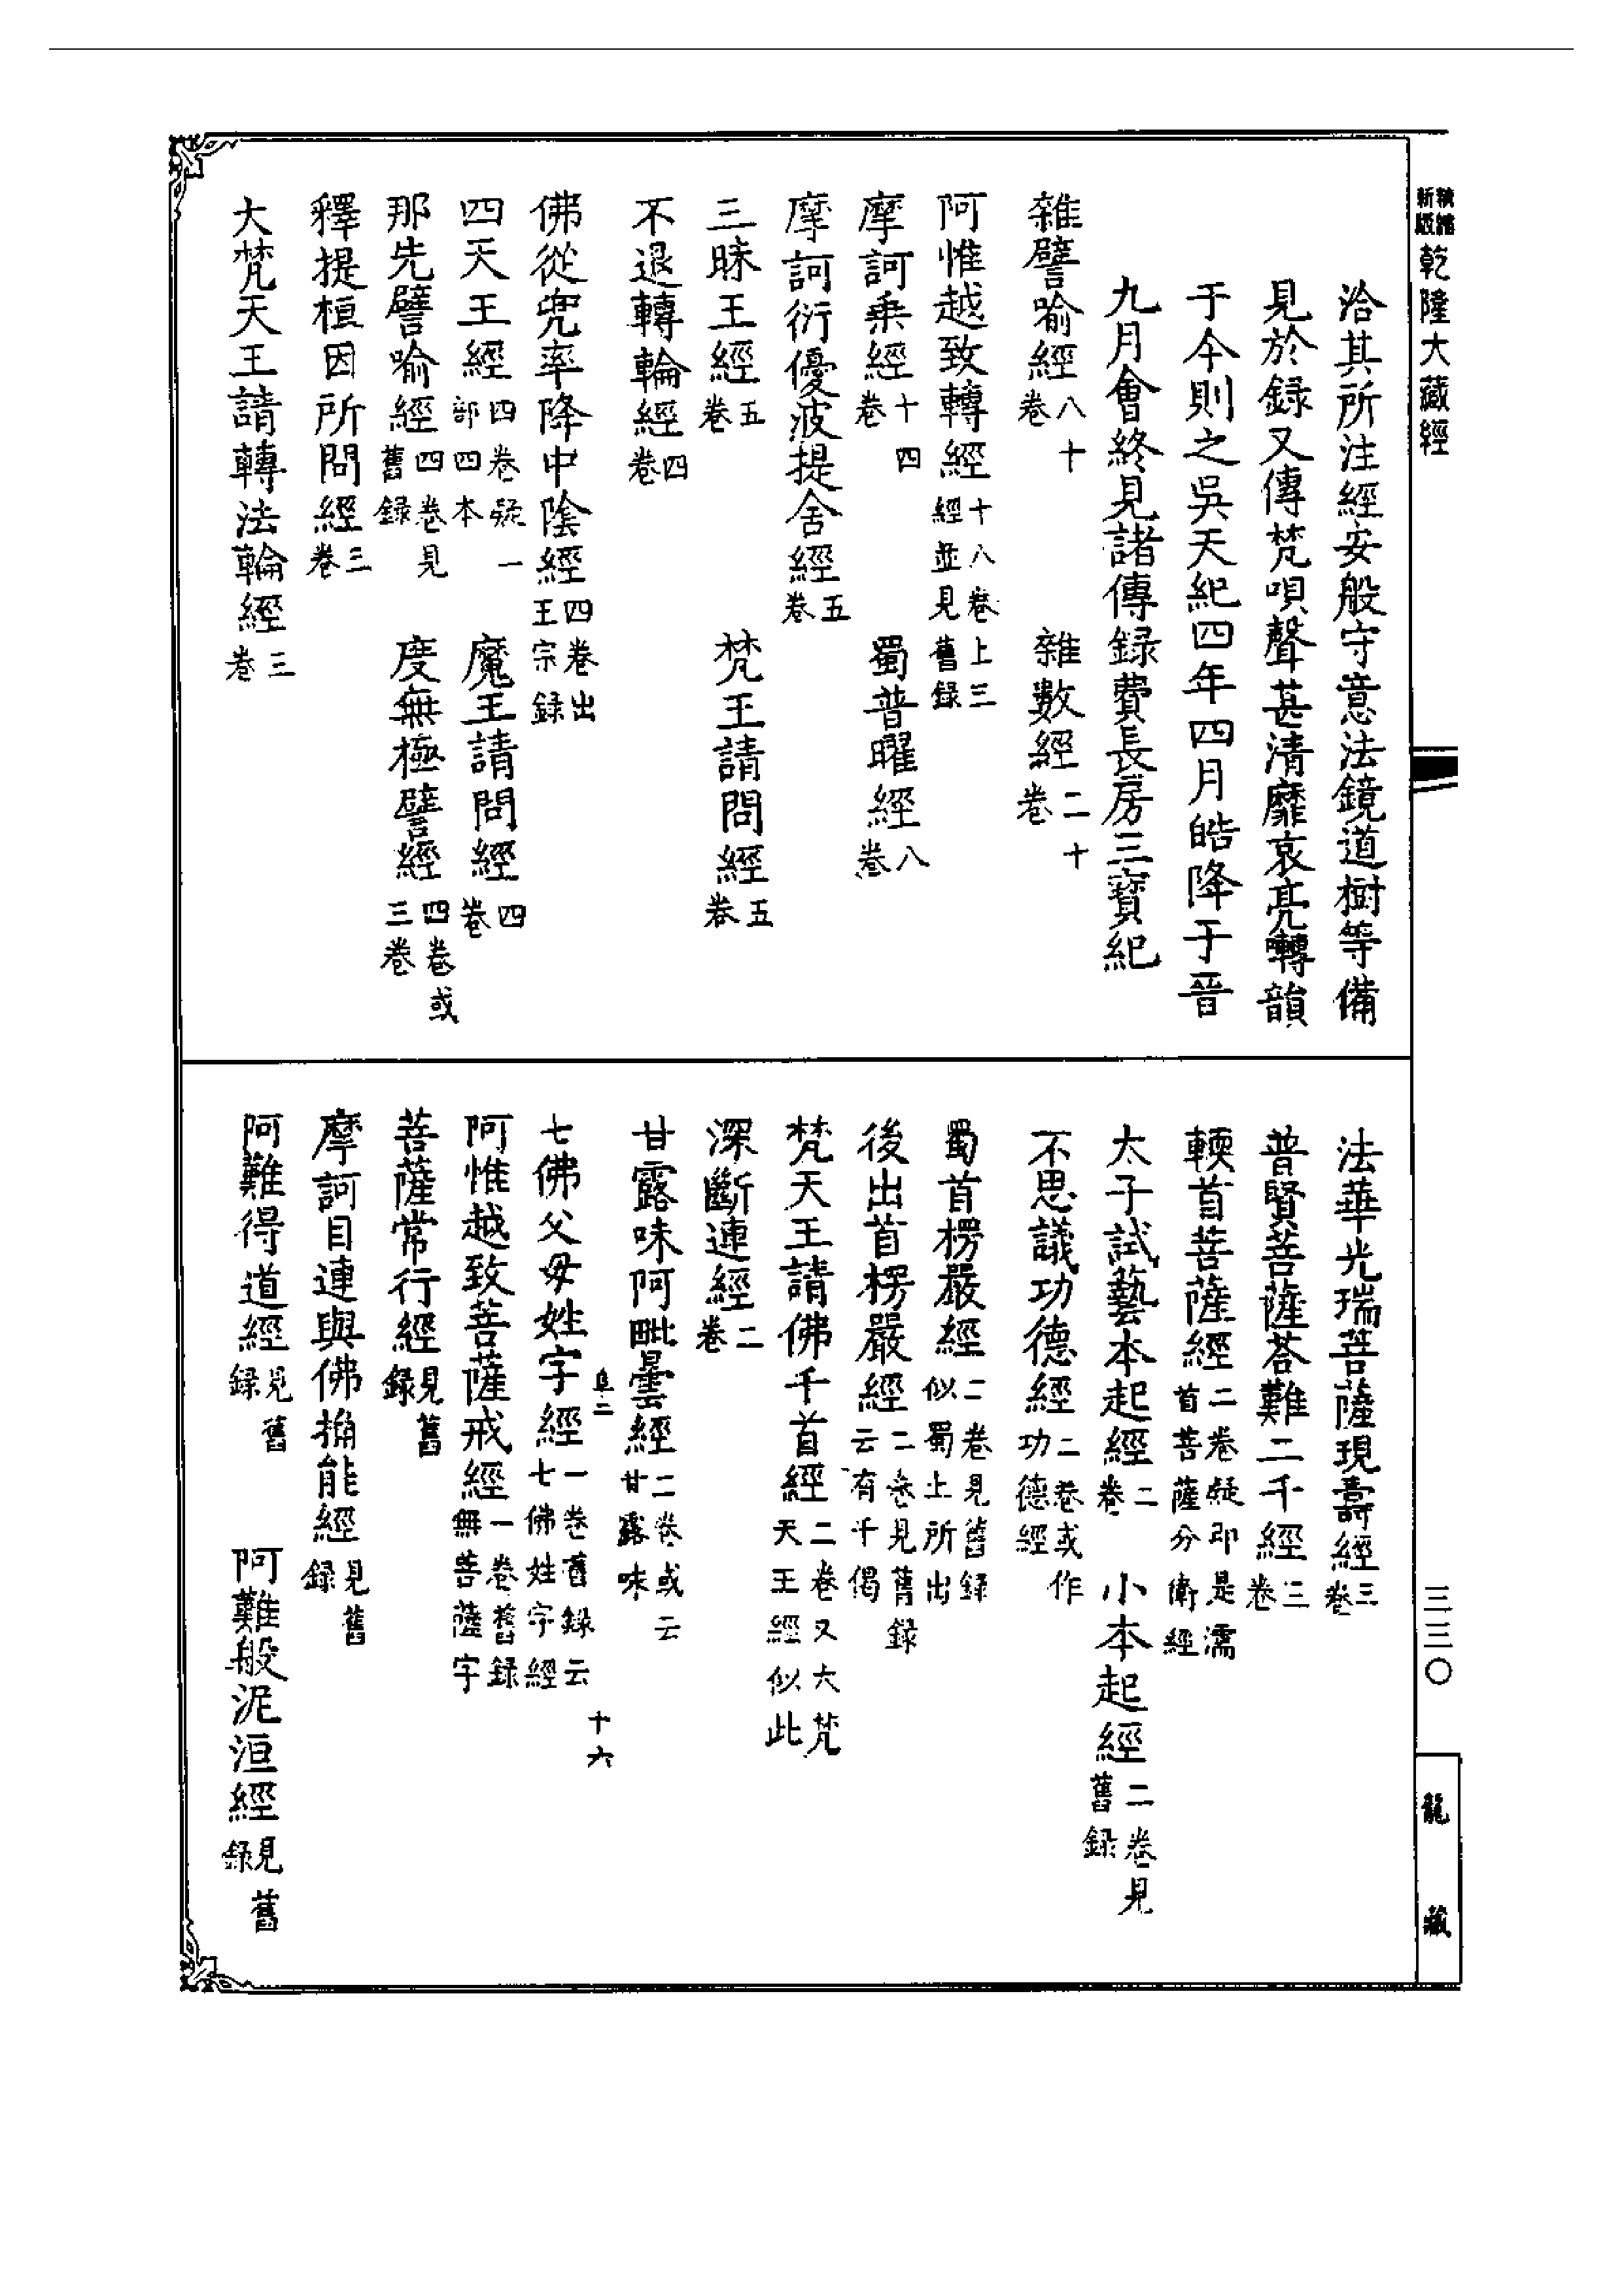 新版精縮乾隆大藏經
洽其所注經安般守意法鏡道樹等備
見於録又傳梵唄聲甚清靡哀亮囀韻
于今則之吳天紀四年四月皓降于晉
九月會終見諸傳録費長房三寶紀
雜譬喻經八十卷 雜數經二十卷
阿惟越致轉經十八卷上三經並見舊録
摩訶乘經十四卷 蜀普曜經八卷
摩訶衍優波提舍經五卷
三昧王經五卷 梵王請問經五卷
不退轉輪經四卷
佛從兜率降中陰經四卷出王宗録
四天王經四卷疑一部四本 魔王請問經四卷
那先譬喻經四卷見舊録 度無極譬經四卷或三卷
釋提桓因所問經三卷
大梵天王請轉法輪經三卷
法華光瑞菩薩現壽經三卷
普賢菩薩荅難二千經三卷
輭首菩薩經二卷疑即是濡首菩薩分衛經
太子試藝本起經二卷 小本起經二卷見舊録
不思議功德經二卷或作功德經
蜀首楞嚴經二卷見舊録似蜀上所出
後出首楞嚴經二卷見舊録云有千偈
梵天王請佛千首經二卷又大梵天王經似此
深斷連經二卷
甘露味阿毗曇經二卷或云甘露味
阜二 十六
七佛父母姓字經一卷舊録云七佛姓字經
阿惟越致菩薩戒經一卷舊録無菩薩字
菩薩常行經見舊録
摩訶目連與佛捔能經見舊録
阿難得道經見舊録 阿難般泥洹經見舊録
三三〇
龍藏